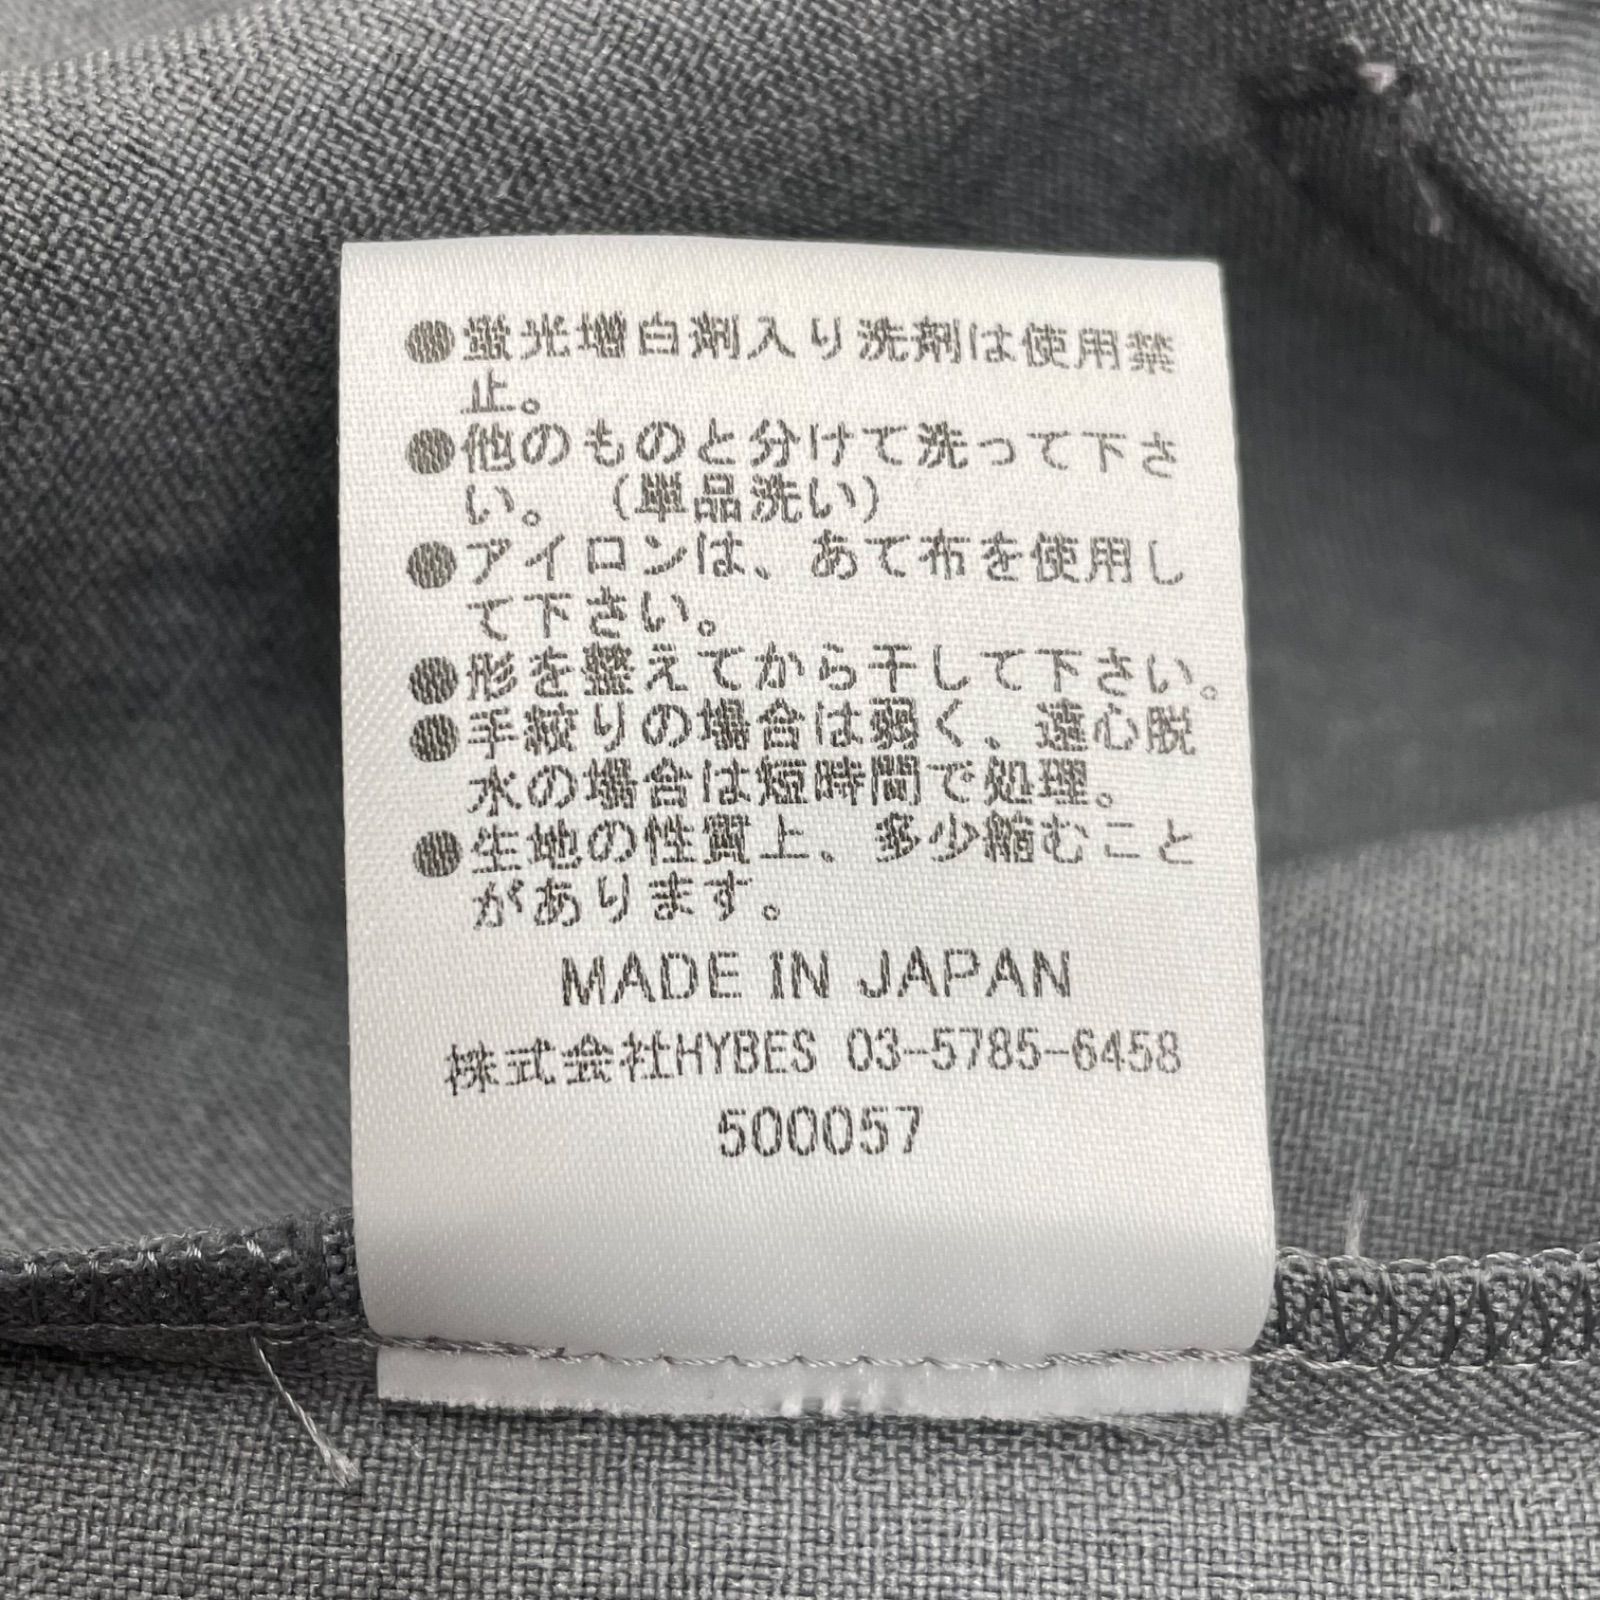 ●蛍光増白剤入り洗剤は使用禁
止。
●他のものと分けて洗って下さ
い。（単品洗い）
●アイロンは、あて布を使用し
て下さい。
●形を整えてから干して下さい。
●手絞りの場合は弱く、遠心脱
水の場合は短時間で処理。
●生地の性質上、多少縮むこと
があります。
MADE IN JAPAN
株式会社HYBES 03-5785-6458
500057